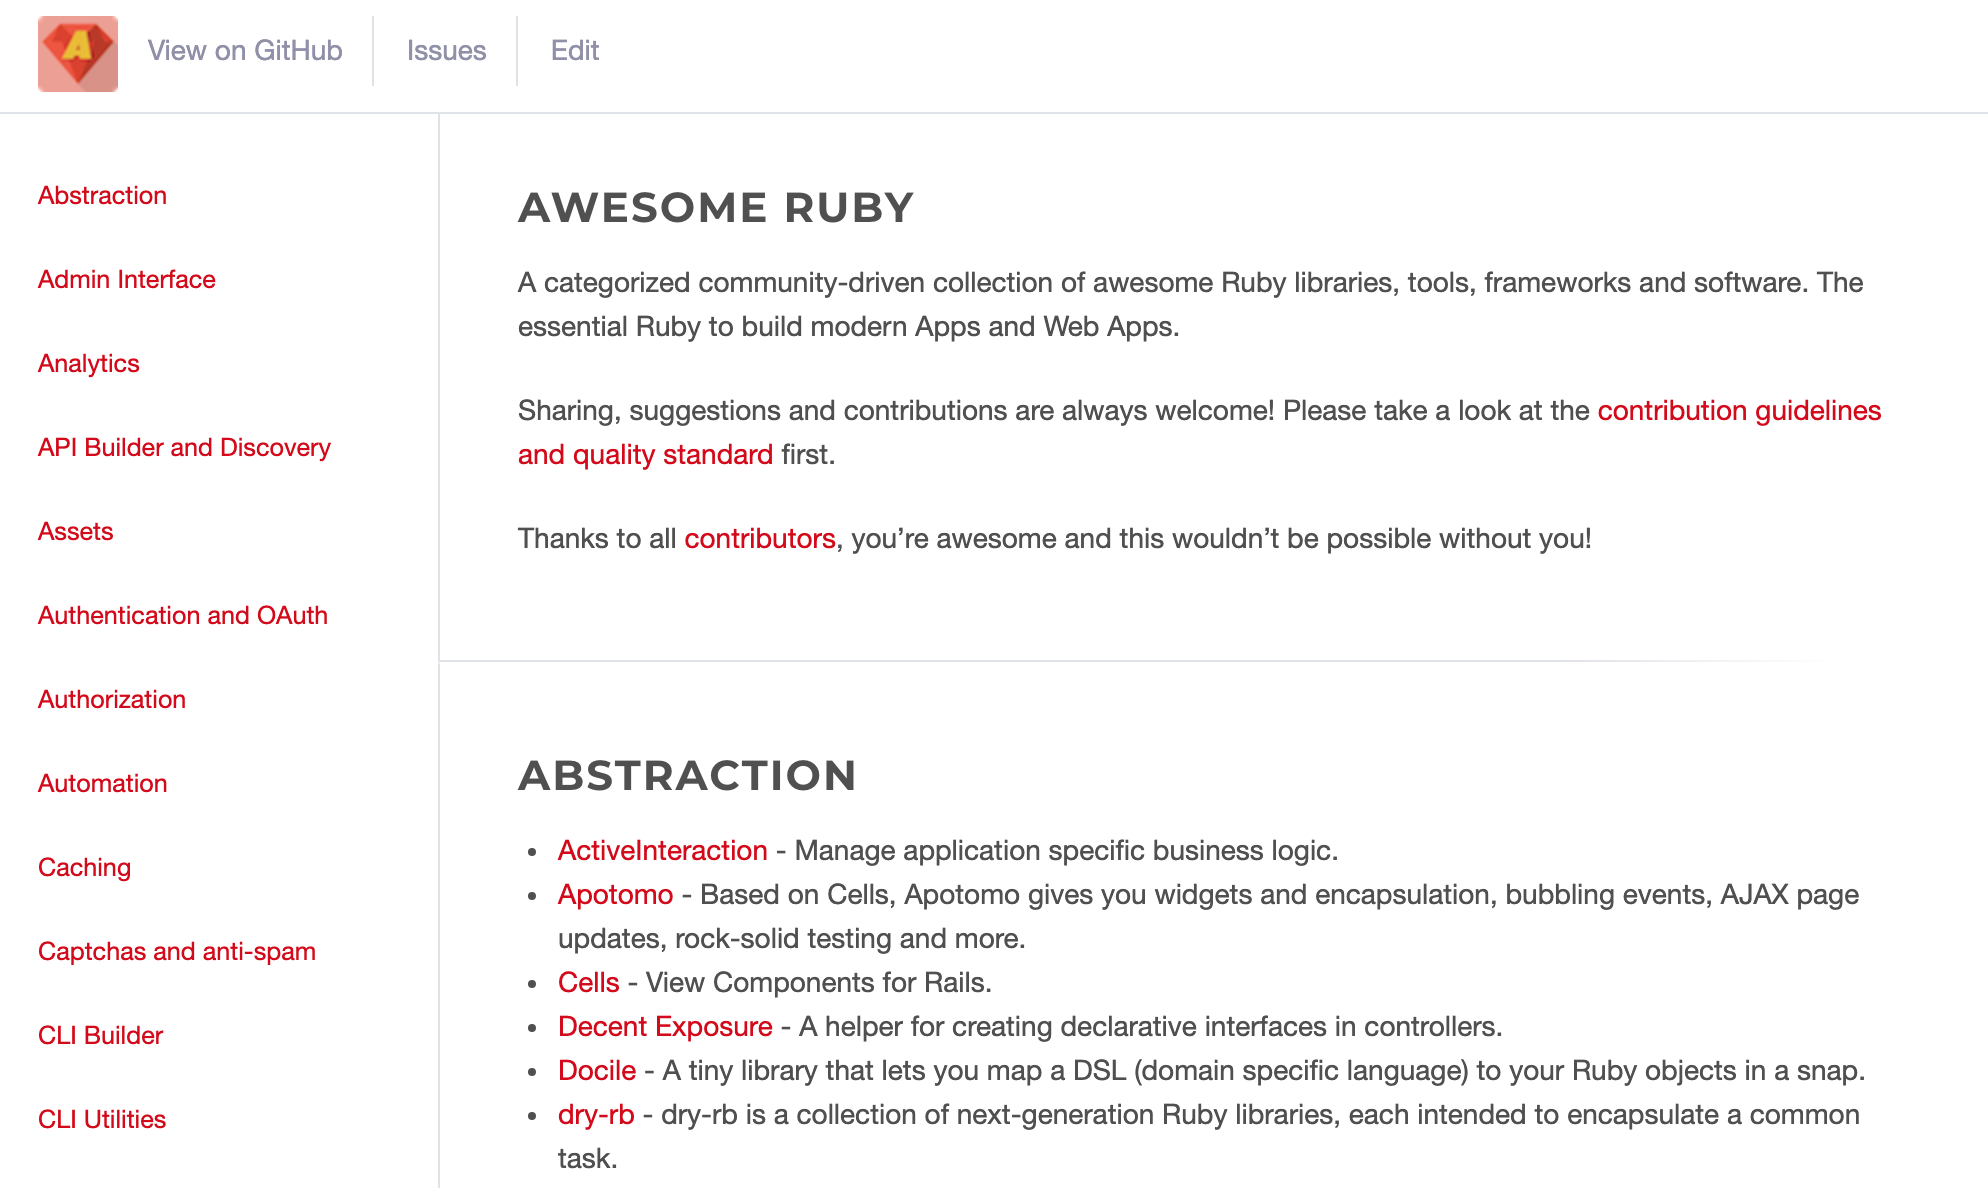 A
View on GitHub
Issues
Edit
Abstraction
Admin Interface
Analytics
API Builder and Discovery
Assets
Authentication and OAuth
Authorization
Automation
Caching
Captchas and anti-spam
CLI Builder
CLI Utilities
AWESOME RUBY
A categorized community-driven collection of awesome Ruby libraries, tools, frameworks and software. The
essential Ruby to build modern Apps and Web Apps.
Sharing, suggestions and contributions are always welcome! Please take a look at the contribution guidelines
and quality standard first.
Thanks to all contributors, you’re awesome and this wouldn’t be possible without you!
ABSTRACTION
• ActiveInteraction - Manage application specific business logic.
• Apotomo - Based on Cells, Apotomo gives you widgets and encapsulation, bubbling events, AJAX page
updates, rock-solid testing and more.
• Cells - View Components for Rails.
• Decent Exposure - A helper for creating declarative interfaces in controllers.
• Docile - A tiny library that lets you map a DSL (domain specific language) to your Ruby objects in a snap.
• dry-rb - dry-rb is a collection of next-generation Ruby libraries, each intended to encapsulate a common
task.